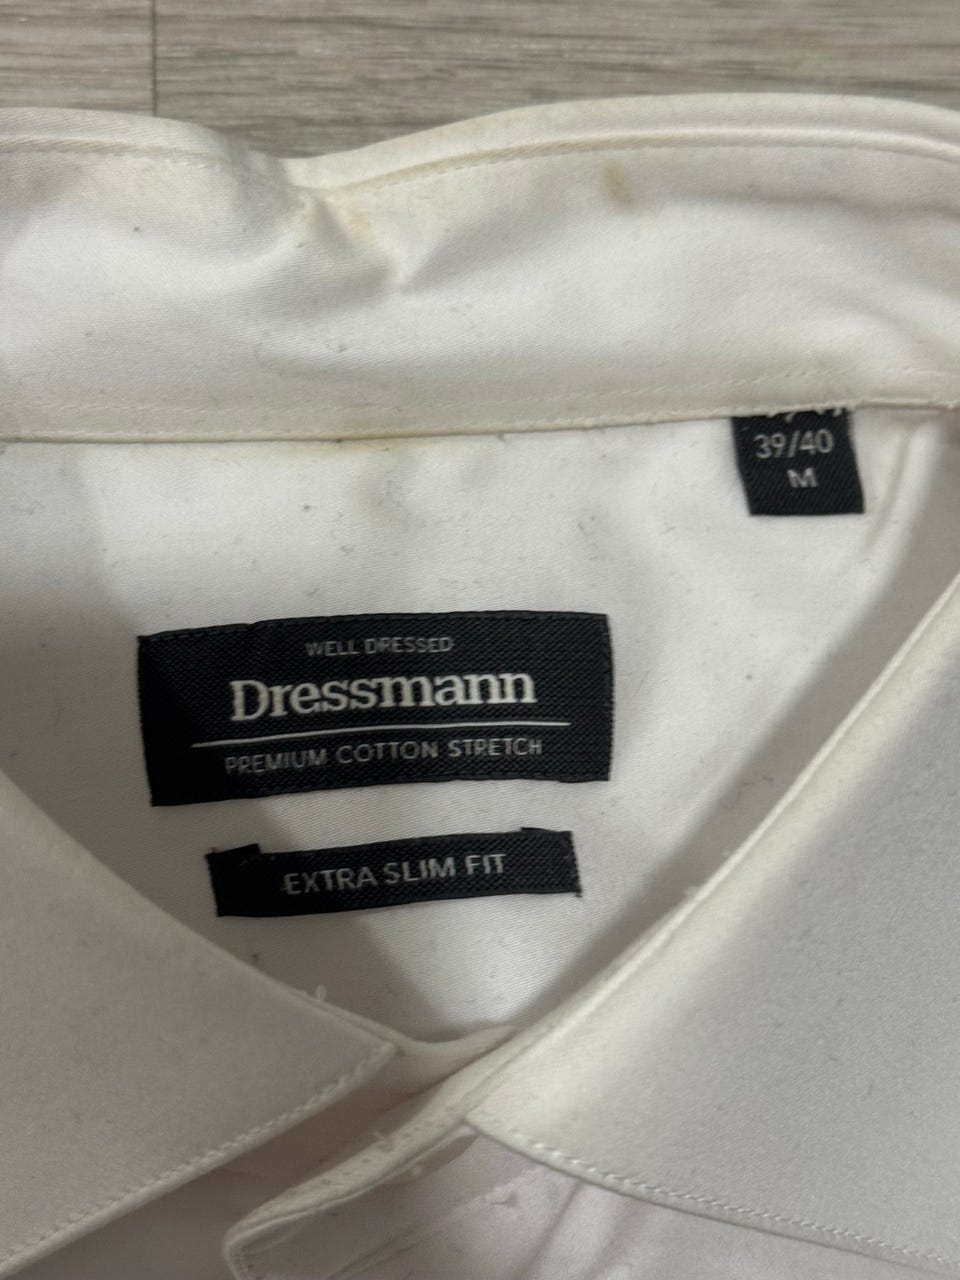 39/40
M
WELL DRESSED
Dressmann
PREMIUM COTTON STRETCH
EXTRA SLIM FIT